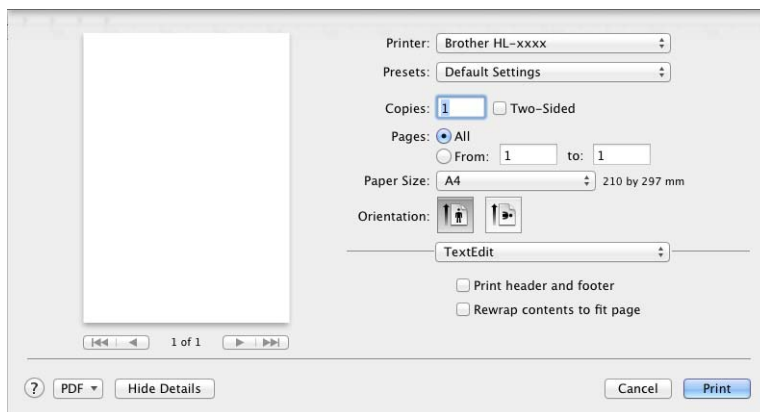 Printer: Brother HL-xxxx
Presets: Default Settings
Copies: 1 Two-Sided
Pages: All
From: 1 to: 1
Paper Size: A4 210 by 297 mm
Orientation:
TextEdit
Print header and footer
Rewrap contents to fit page
1 of 1
? PDF Hide Details Cancel Print